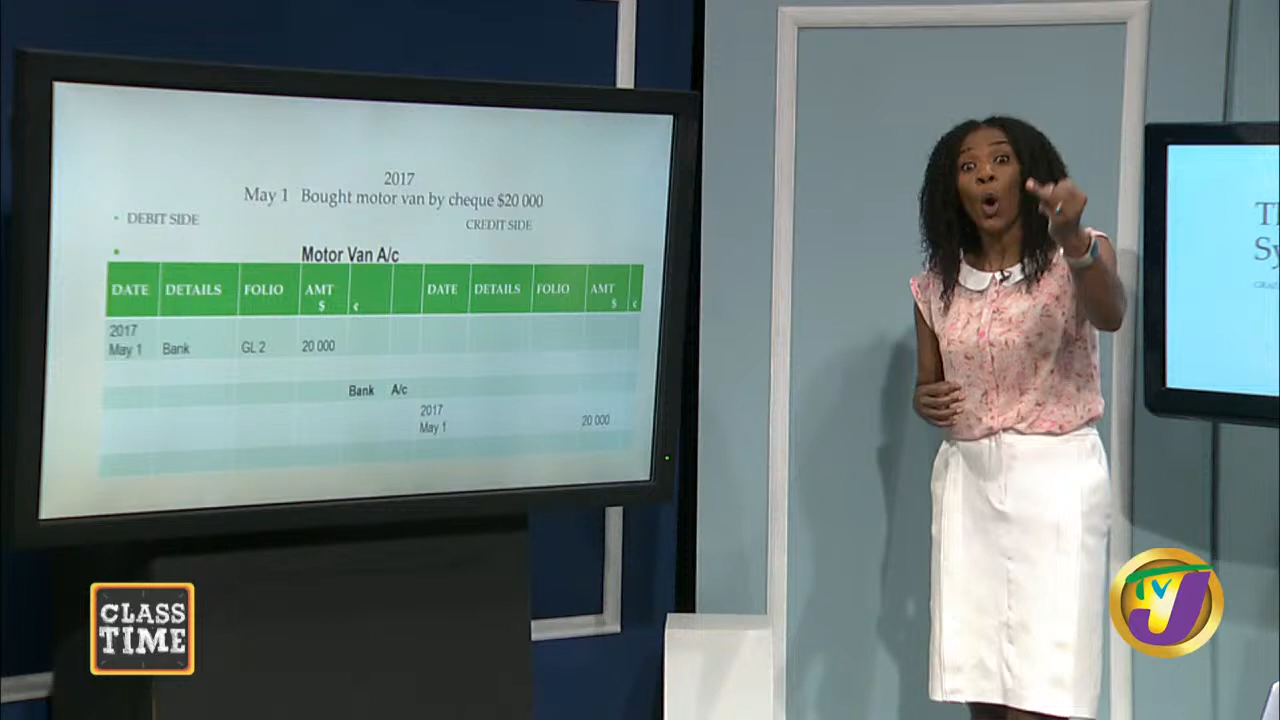 2017
May 1 Bought motor van by cheque $20 000
• DEBIT SIDE CREDIT SIDE
•
Motor Van A/c
DATE DETAILS FOLIO AMT DATE DETAILS FOLIO AMT
$ ¢ $ ¢
2017
May 1 Bank GL 2 20 000
Bank A/c
2017
May 1 20 000
Sy
CLASS
TIME
TVJ